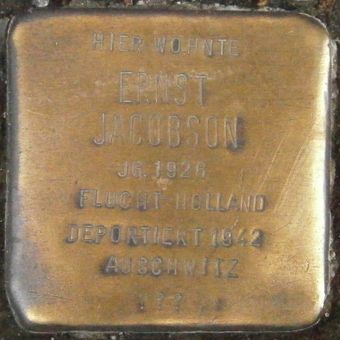 HIER WOHNTE
ERNST
JACOBSON
JG. 1926
FLUCHT HOLLAND
DEPORTIERT 1942
AUSCHWITZ
???